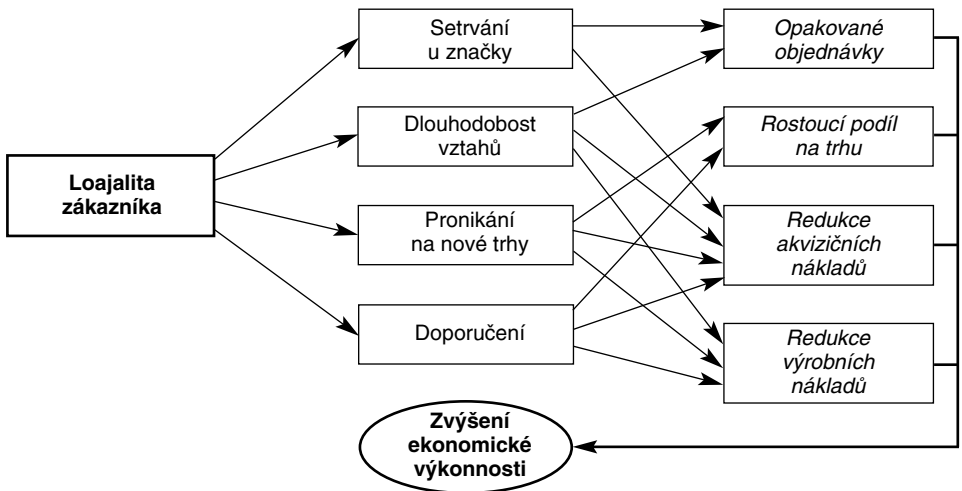 Loajalita
zákazníka
Setrvání
u značky
Dlouhodobost
vztahů
Pronikání
na nové trhy
Doporučení
Opakované
objednávky
Rostoucí podíl
na trhu
Redukce
akvizičních
nákladů
Redukce
výrobních
nákladů
Zvýšení
ekonomické
výkonnosti